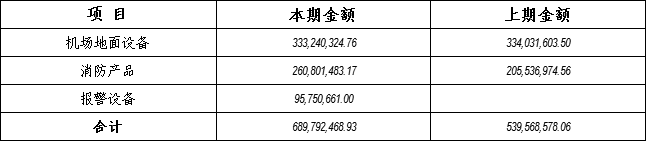 项 目 本期金额 上期金额
机场地面设备 333,240,324.76 334,031,603.50
消防产品 260,801,483.17 205,536,974.56
报警设备 95,750,661.00
合计 689,792,468.93 539,568,578.06